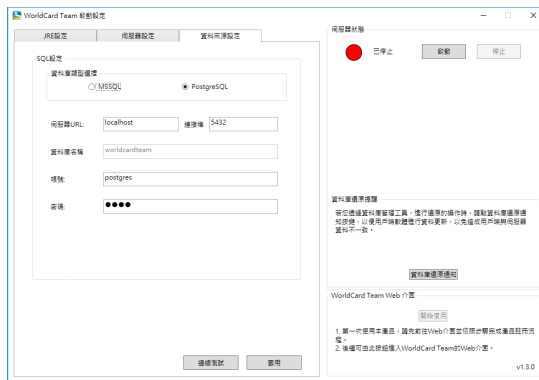 WorldCard Team 啟動設定
JRE設定
伺服器設定
資料來源設定
SQL設定
資料庫類型選擇
MSSQL
PostgreSQL
伺服器URL:
localhost
連接埠
5432
資料庫名稱
worldcardteam
帳號:
postgres
密碼:
●●●●
連線測試
套用
伺服器狀態
已停止
啟動
停止
資料庫還原提醒
若您透過資料庫管理工具，進行還原的操作時，請點資料庫還原通
知按鍵，以便用戶端軟體進行資料更新，以免造成用戶端與伺服器
資料不一致。
資料庫還原通知
WorldCard Team Web 介面
開始使用
1. 第一次使用本產品，請先前往Web介面並依照步驟完成產品註冊流
程。
2. 後續可由此按鈕進入WorldCard Team的Web介面。
v1.3.0